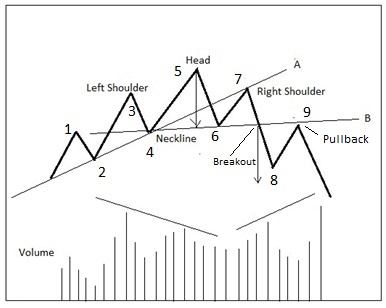 Head
A
5
7
Left Shoulder
Right Shoulder
3
9
1
B
Neckline
6
Pullback
4
Breakout
2
8
Volume